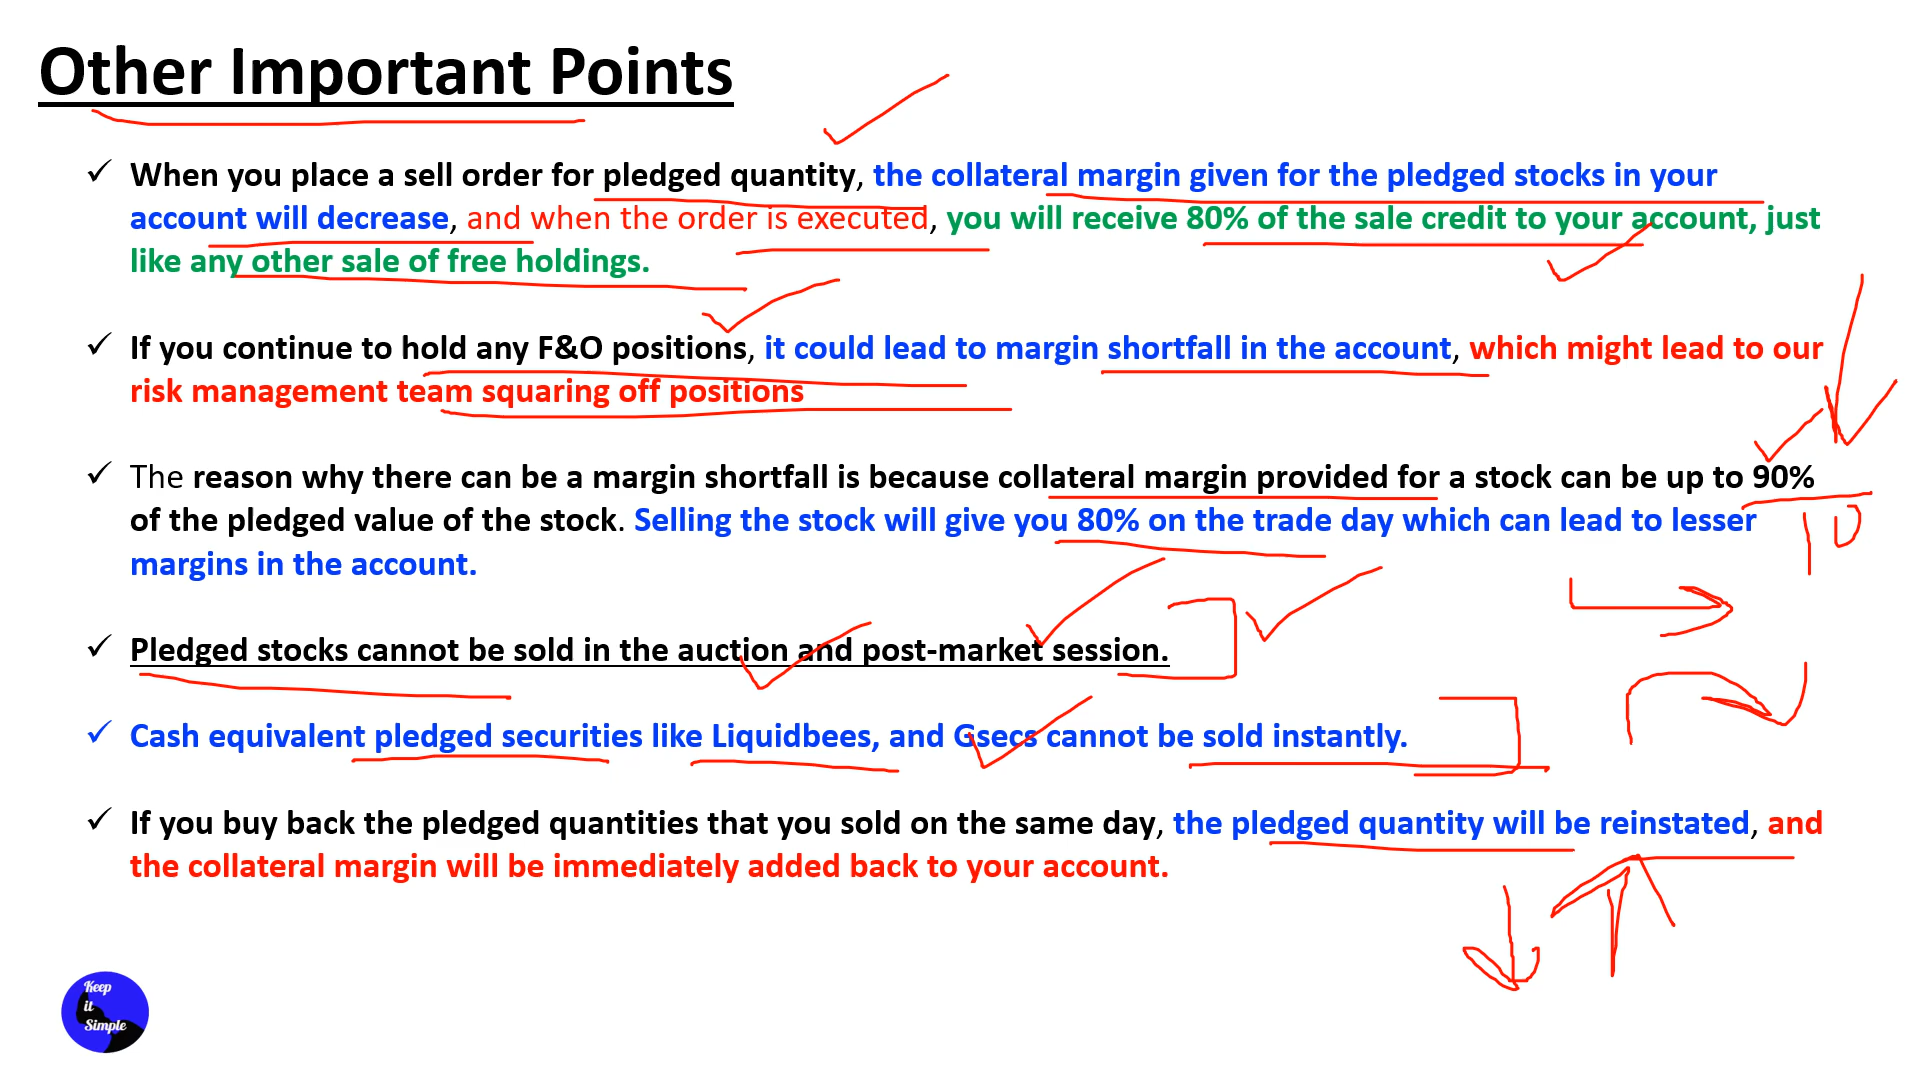 Other Important Points
✓ When you place a sell order for pledged quantity, the collateral margin given for the pledged stocks in your
account will decrease, and when the order is executed, you will receive 80% of the sale credit to your account, just
like any other sale of free holdings.
✓ If you continue to hold any F&O positions, it could lead to margin shortfall in the account, which might lead to our
risk management team squaring off positions
✓ The reason why there can be a margin shortfall is because collateral margin provided for a stock can be up to 90%
of the pledged value of the stock. Selling the stock will give you 80% on the trade day which can lead to lesser
margins in the account.
10
✓ Pledged stocks cannot be sold in the auction and post-market session.
✓ Cash equivalent pledged securities like Liquidbees, and Gsecs cannot be sold instantly.
✓ If you buy back the pledged quantities that you sold on the same day, the pledged quantity will be reinstated, and
the collateral margin will be immediately added back to your account.
Keep
it
Simple